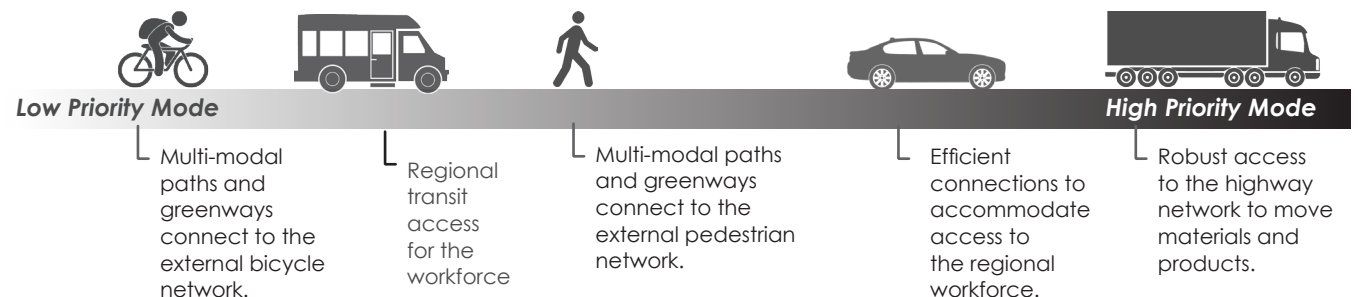 Low Priority Mode
High Priority Mode
Multi-modal
paths and
greenways
connect to the
external bicycle
network.
Regional
transit
access
for the
workforce
Multi-modal paths
and greenways
connect to the
external pedestrian
network.
Efficient
connections to
accommodate
access to
the regional
workforce.
Robust access
to the highway
network to move
materials and
products.